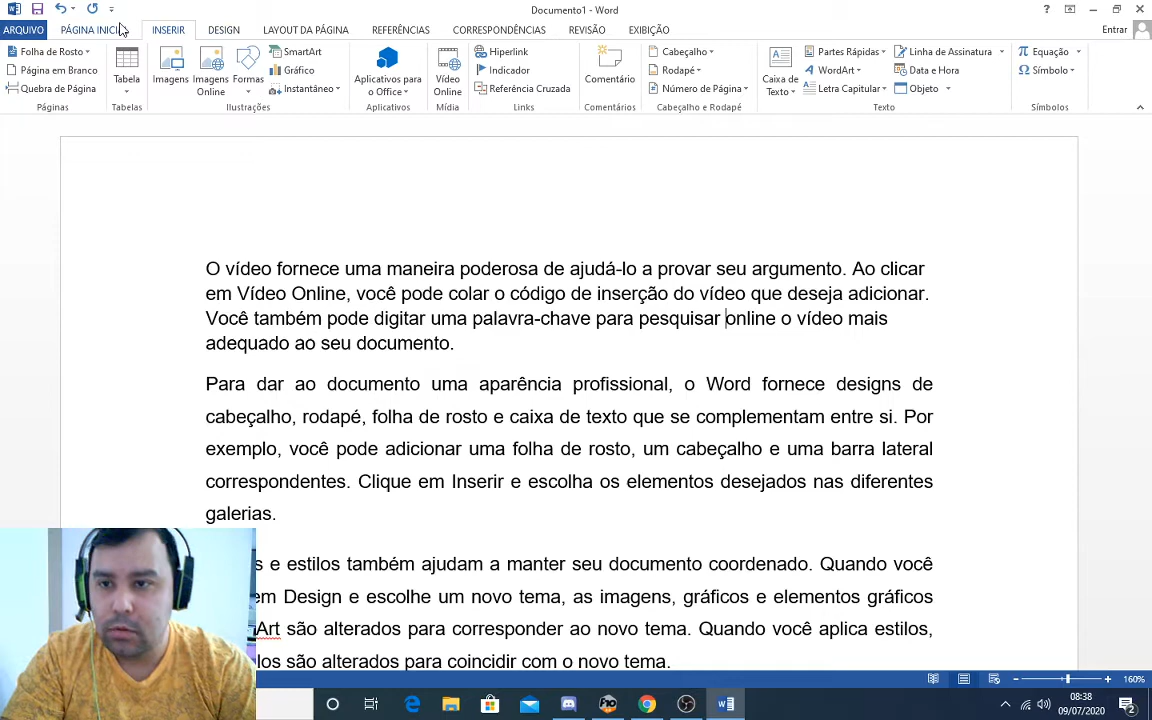 Documento1 - Word
Entrar
ARQUIVO PÁGINA INICI INSERIR DESIGN LAYOUT DA PÁGINA REFERÊNCIAS CORRESPONDÊNCIAS REVISÃO EXIBIÇÃO
Folha de Rosto
Página em Branco
Quebra de Página
Páginas
Tabela
Tabelas
Imagens
Imagens Online
Formas
SmartArt
Gráfico
Instantâneo
Ilustrações
Aplicativos para o Office
Aplicativos
Vídeo Online
Mídia
Hiperlink
Indicador
Referência Cruzada
Links
Comentário
Comentários
Cabeçalho
Rodapé
Número de Página
Cabeçalho e Rodapé
Caixa de Texto
Partes Rápidas
WordArt
Letra Capitular
Linha de Assinatura
Data e Hora
Objeto
Texto
Equação
Símbolo
Símbolos
O vídeo fornece uma maneira poderosa de ajudá-lo a provar seu argumento. Ao clicar
em Vídeo Online, você pode colar o código de inserção do vídeo que deseja adicionar.
Você também pode digitar uma palavra-chave para pesquisar online o vídeo mais
adequado ao seu documento.
Para dar ao documento uma aparência profissional, o Word fornece designs de
cabeçalho, rodapé, folha de rosto e caixa de texto que se complementam entre si. Por
exemplo, você pode adicionar uma folha de rosto, um cabeçalho e uma barra lateral
correspondentes. Clique em Inserir e escolha os elementos desejados nas diferentes
galerias.
s e estilos também ajudam a manter seu documento coordenado. Quando você
em Design e escolhe um novo tema, as imagens, gráficos e elementos gráficos
Art são alterados para corresponder ao novo tema. Quando você aplica estilos,
los são alterados para coincidir com o novo tema.
160%
08:38
09/07/2020
2